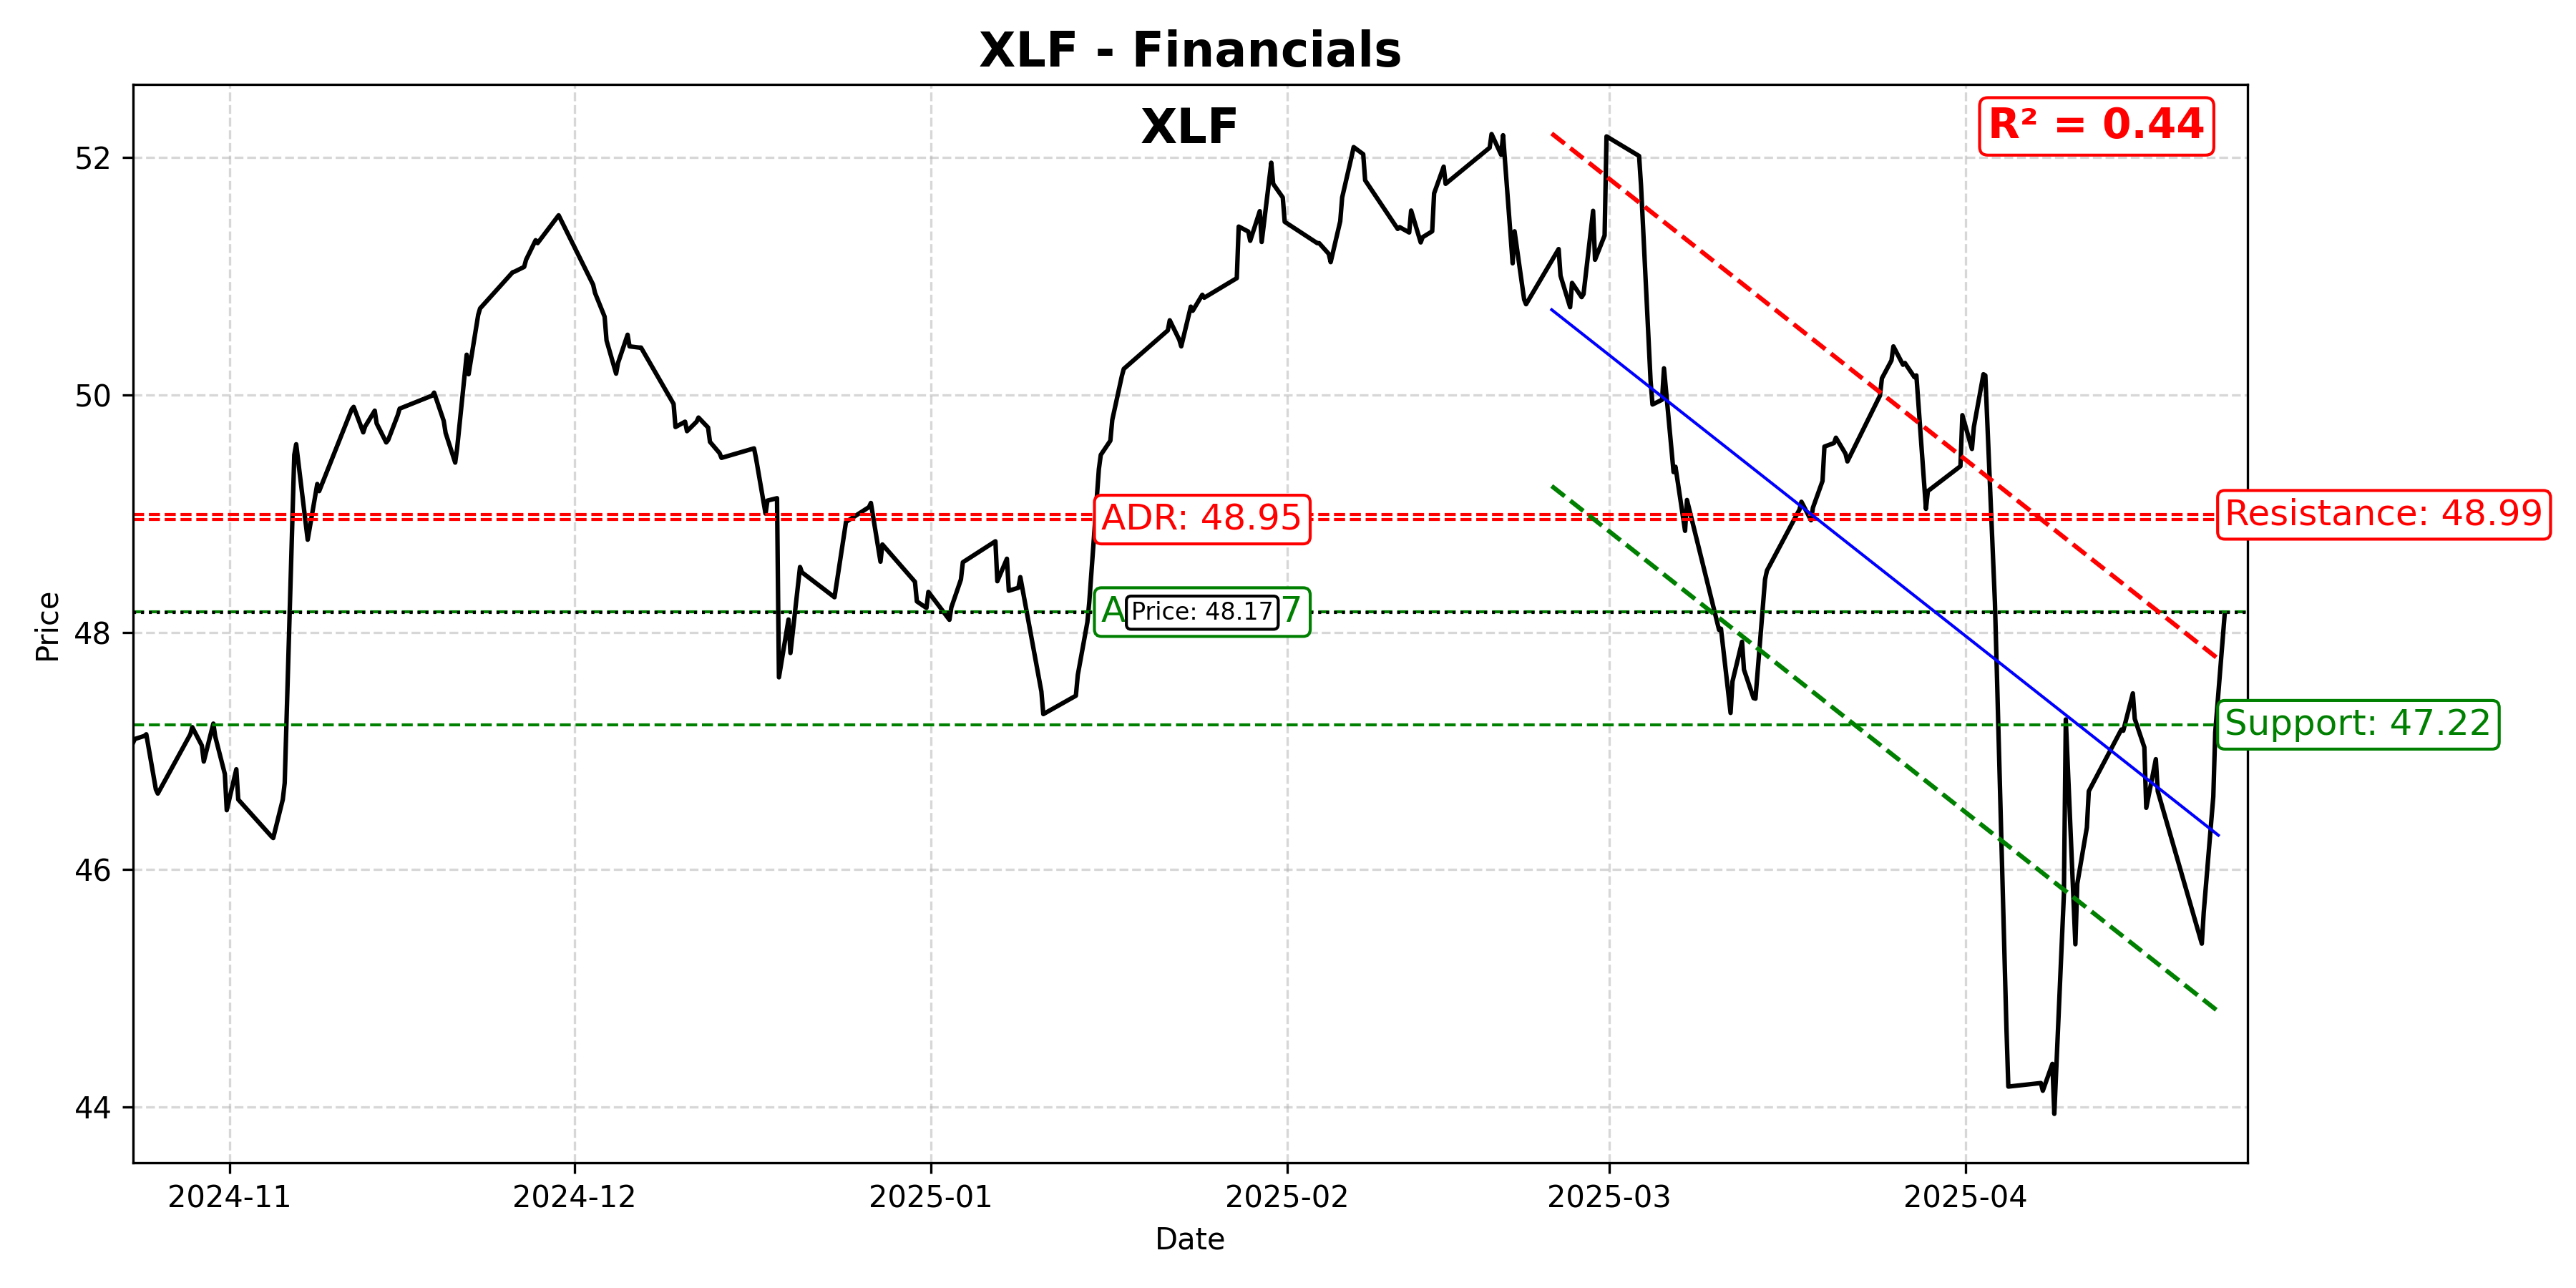 XLF - Financials
XLF
R² = 0.44
52
50
48
46
44
Price
ADR: 48.95
Resistance: 48.99
Price: 48.17
Support: 47.22
2024-11
2024-12
2025-01
2025-02
2025-03
2025-04
Date